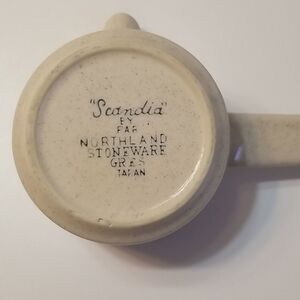 "Scandia"
BY
FAR
NORTHLAND
STONEWARE
GRES
JAPAN